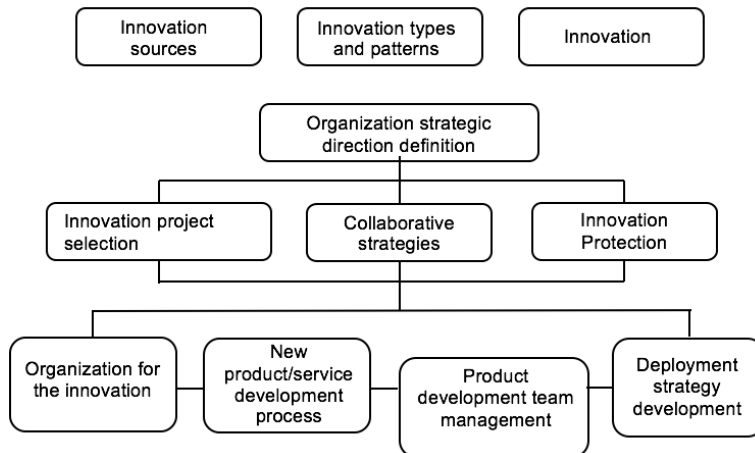 Innovation
sources
Innovation types
and patterns
Innovation
Organization strategic
direction definition
Innovation project
selection
Collaborative
strategies
Innovation
Protection
Organization for
the innovation
New
product/service
development
process
Product
development team
management
Deployment
strategy
development